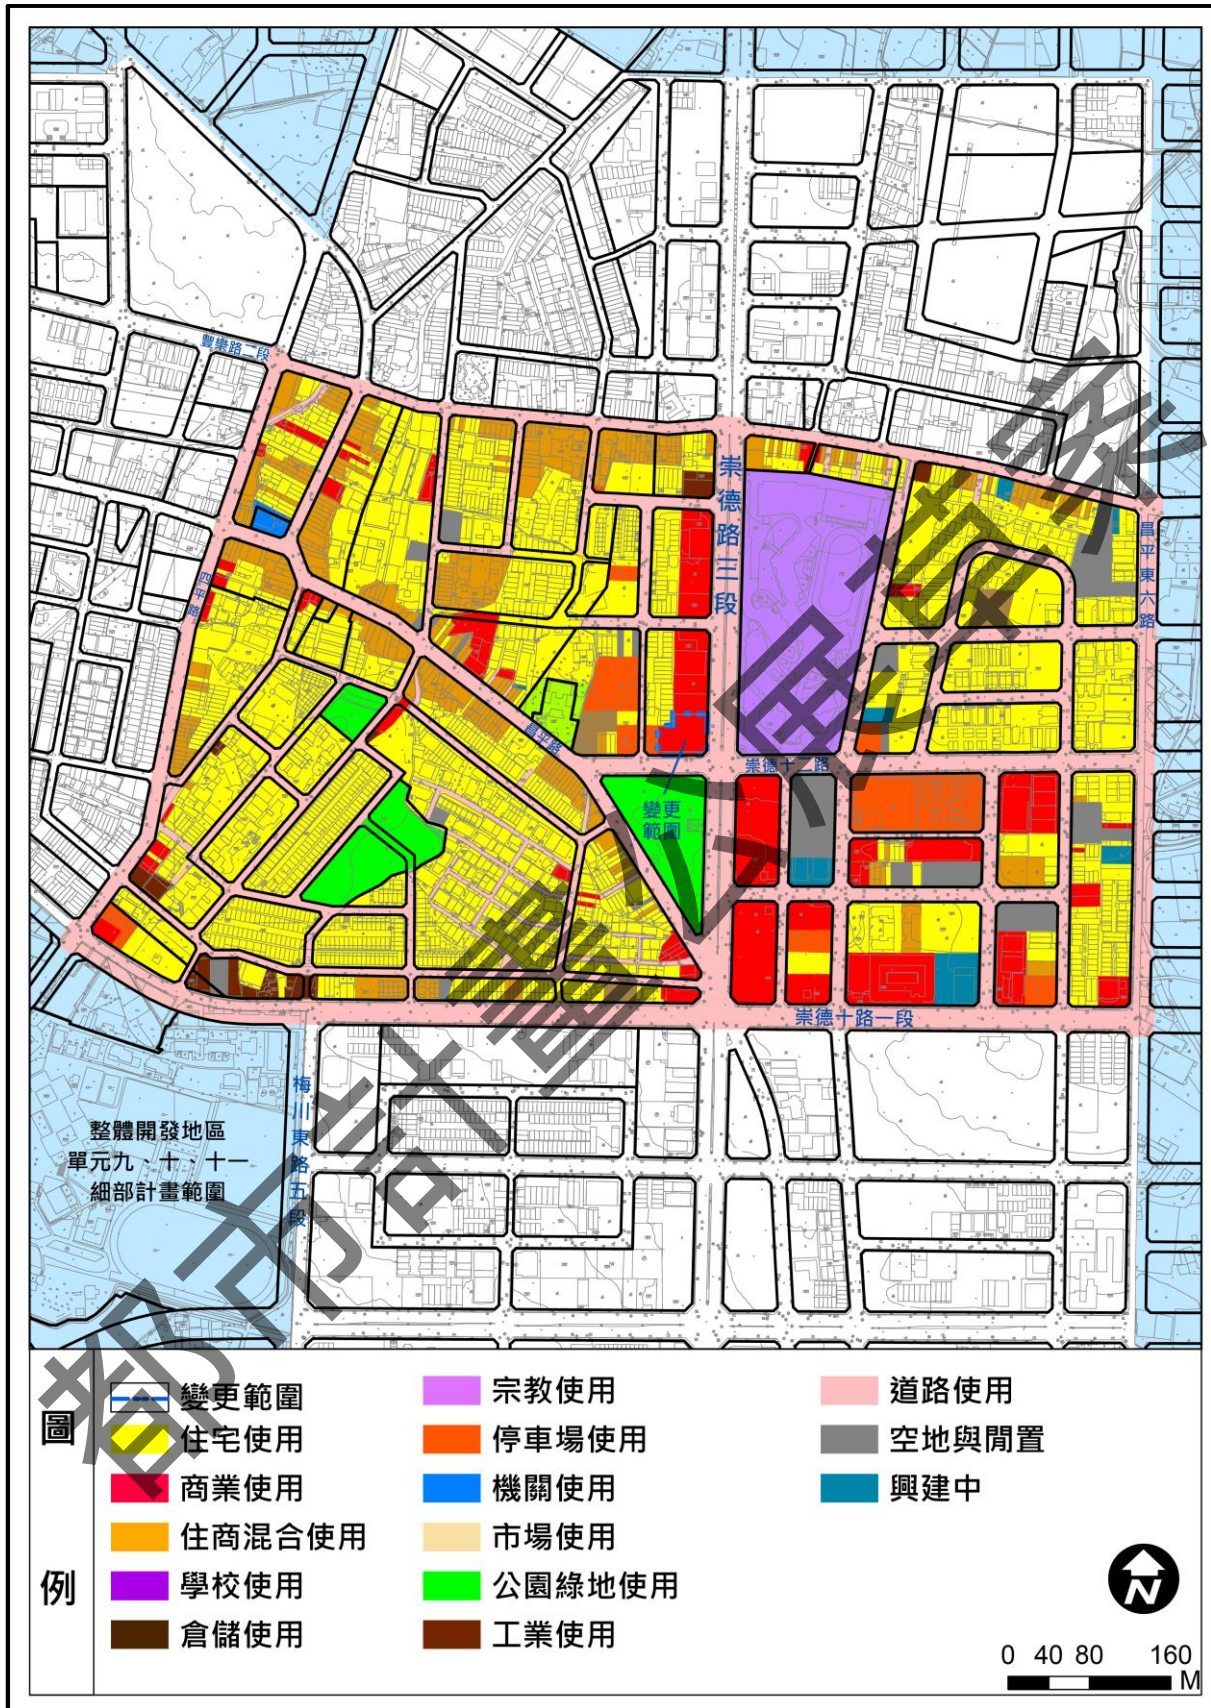 豐樂路二段
崇德路三段
昌平東六路
四平路
昌平路
崇德十二路
變更
範圍
崇德十路一段
梅川東路五段
整體開發地區
單元九、十、十一
細部計畫範圍
都市計畫公展草案
圖例
變更範圍
住宅使用
商業使用
住商混合使用
學校使用
倉儲使用
宗教使用
停車場使用
機關使用
市場使用
公園綠地使用
工業使用
道路使用
空地與閒置
興建中
N
0 40 80 160
M